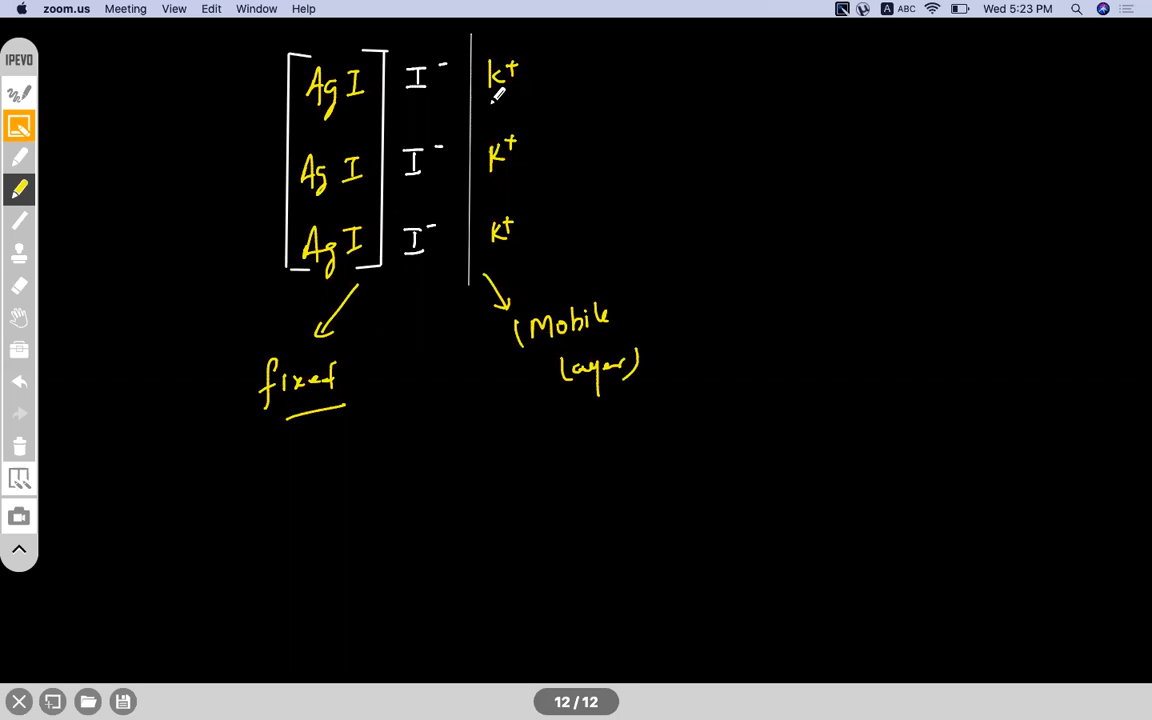 zoom.us Meeting View Edit Window Help A ABC Wed 5:23 PM
IPEVO
AgI I⁻ K⁺
AgI I⁻ K⁺
AgI I⁻ K⁺
(Mobile
layer)
fixed
12 / 12